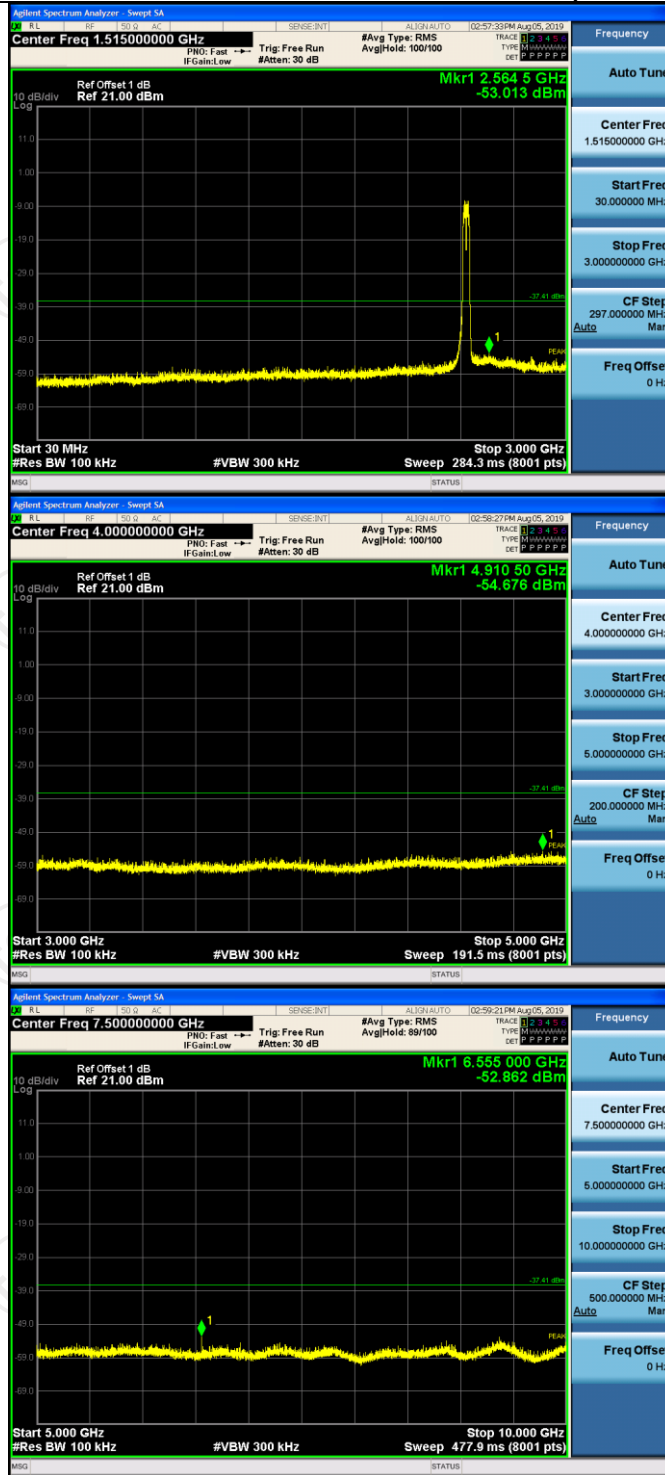 Agilent Spectrum Analyzer - Swept SA
RL RF 50 Ω AC SENSE:INT ALIGN AUTO 02:57:33 PM Aug 05, 2019
Center Freq 1.515000000 GHz #Avg Type: RMS TRACE 1 2 3 4 5 6
PNO: Fast Trig: Free Run Avg|Hold: 100/100 TYPE M WWWWW
IFGain:Low #Atten: 30 dB DET P P P P P P
Mkr1 2.564 5 GHz
Ref Offset 1 dB
10 dB/div Ref 21.00 dBm -53.013 dBm
Log
11.0
1.00
-9.00
-19.0
-29.0
-37.41 dBm
-39.0
-49.0
1
PEAK
-59.0
-69.0
Start 30 MHz Stop 3.000 GHz
#Res BW 100 kHz #VBW 300 kHz Sweep 284.3 ms (8001 pts)
MSG STATUS
Frequency
Auto Tune
Center Freq
1.515000000 GHz
Start Freq
30.000000 MHz
Stop Freq
3.000000000 GHz
CF Step
297.000000 MHz
Auto Man
Freq Offset
0 Hz
Agilent Spectrum Analyzer - Swept SA
RL RF 50 Ω AC SENSE:INT ALIGN AUTO 02:58:27 PM Aug 05, 2019
Center Freq 4.000000000 GHz #Avg Type: RMS TRACE 1 2 3 4 5 6
PNO: Fast Trig: Free Run Avg|Hold: 100/100 TYPE M WWWWW
IFGain:Low #Atten: 30 dB DET P P P P P P
Mkr1 4.910 50 GHz
Ref Offset 1 dB
10 dB/div Ref 21.00 dBm -54.676 dBm
Log
11.0
1.00
-9.00
-19.0
-29.0
-37.41 dBm
-39.0
-49.0
1
PEAK
-59.0
-69.0
Start 3.000 GHz Stop 5.000 GHz
#Res BW 100 kHz #VBW 300 kHz Sweep 191.5 ms (8001 pts)
MSG STATUS
Frequency
Auto Tune
Center Freq
4.000000000 GHz
Start Freq
3.000000000 GHz
Stop Freq
5.000000000 GHz
CF Step
200.000000 MHz
Auto Man
Freq Offset
0 Hz
Agilent Spectrum Analyzer - Swept SA
RL RF 50 Ω AC SENSE:INT ALIGN AUTO 02:59:21 PM Aug 05, 2019
Center Freq 7.500000000 GHz #Avg Type: RMS TRACE 1 2 3 4 5 6
PNO: Fast Trig: Free Run Avg|Hold: 89/100 TYPE M WWWWW
IFGain:Low #Atten: 30 dB DET P P P P P P
Mkr1 6.555 000 GHz
Ref Offset 1 dB
10 dB/div Ref 21.00 dBm -52.862 dBm
Log
11.0
1.00
-9.00
-19.0
-29.0
-37.41 dBm
-39.0
-49.0
1
PEAK
-59.0
-69.0
Start 5.000 GHz Stop 10.000 GHz
#Res BW 100 kHz #VBW 300 kHz Sweep 477.9 ms (8001 pts)
MSG STATUS
Frequency
Auto Tune
Center Freq
7.500000000 GHz
Start Freq
5.000000000 GHz
Stop Freq
10.000000000 GHz
CF Step
500.000000 MHz
Auto Man
Freq Offset
0 Hz